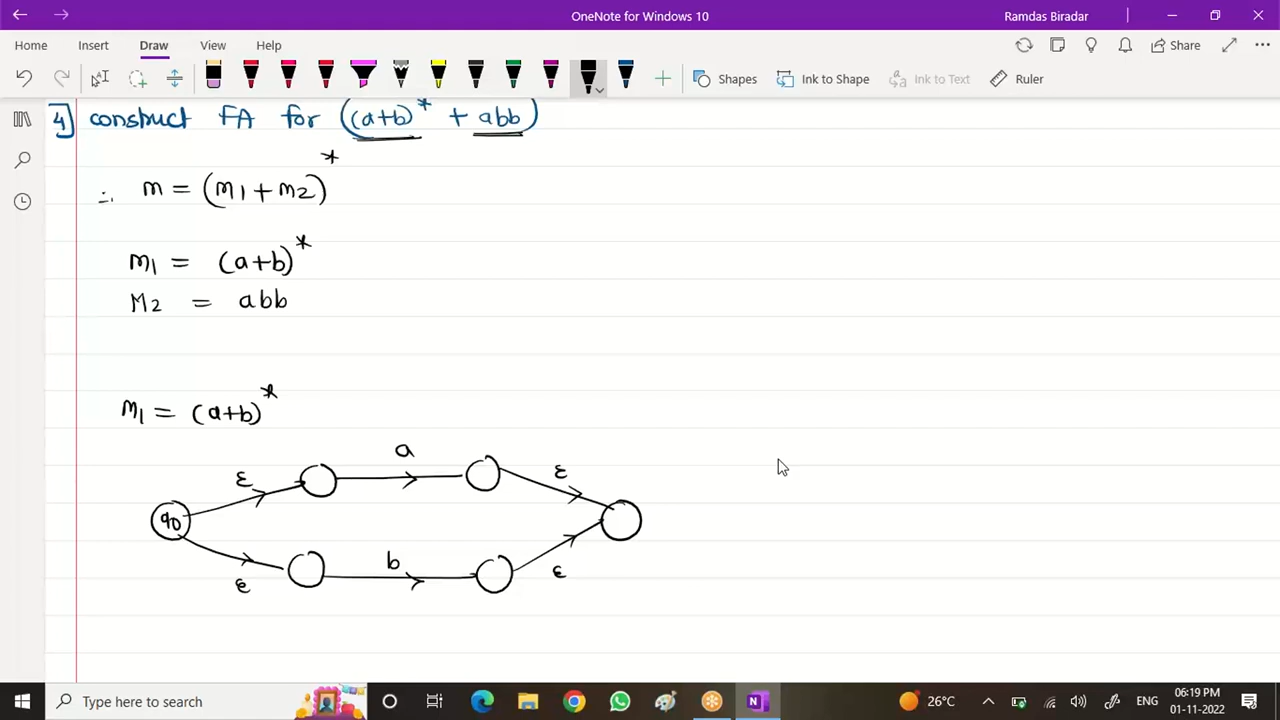 OneNote for Windows 10
Ramdas Biradar
Home Insert Draw View Help
Share
Shapes Ink to Shape Ink to Text Ruler
4] construct FA for ((a+b)* + abb)
∴ m = (m1 + m2)*
m1 = (a+b)*
M2 = abb
m1 = (a+b)*
a
ε ε
q0
b
ε ε
Type here to search
26°C
ENG
06:19 PM
01-11-2022